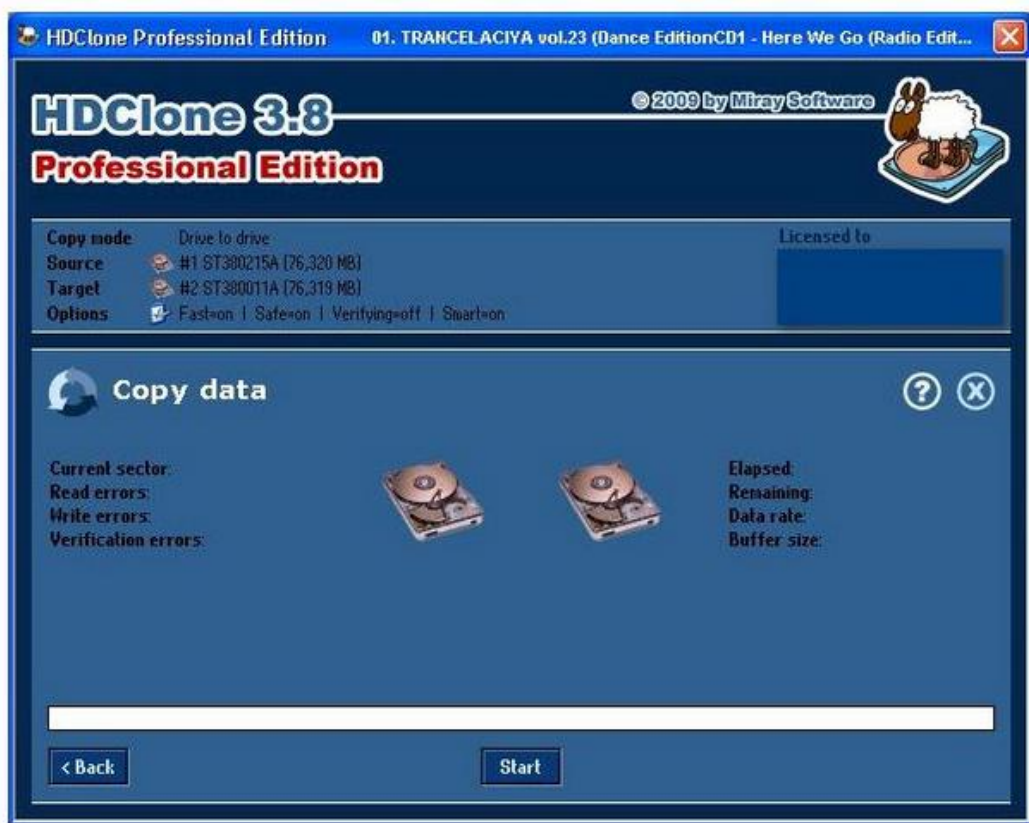 HDClone Professional Edition 01. TRANCELACIYA vol.23 (Dance EditionCD1 - Here We Go (Radio Edit...
HDClone 3.8
© 2009 by Miray Software
Professional Edition
Copy mode Drive to drive
Licensed to
Source #1 ST380215A (76,320 MB)
Target #2 ST380011A (76,319 MB)
Options Fast=on | Safe=on | Verifying=off | Smart=on
Copy data
? X
Current sector: Elapsed:
Read errors: Remaining:
Write errors: Data rate:
Verification errors: Buffer size:
< Back Start